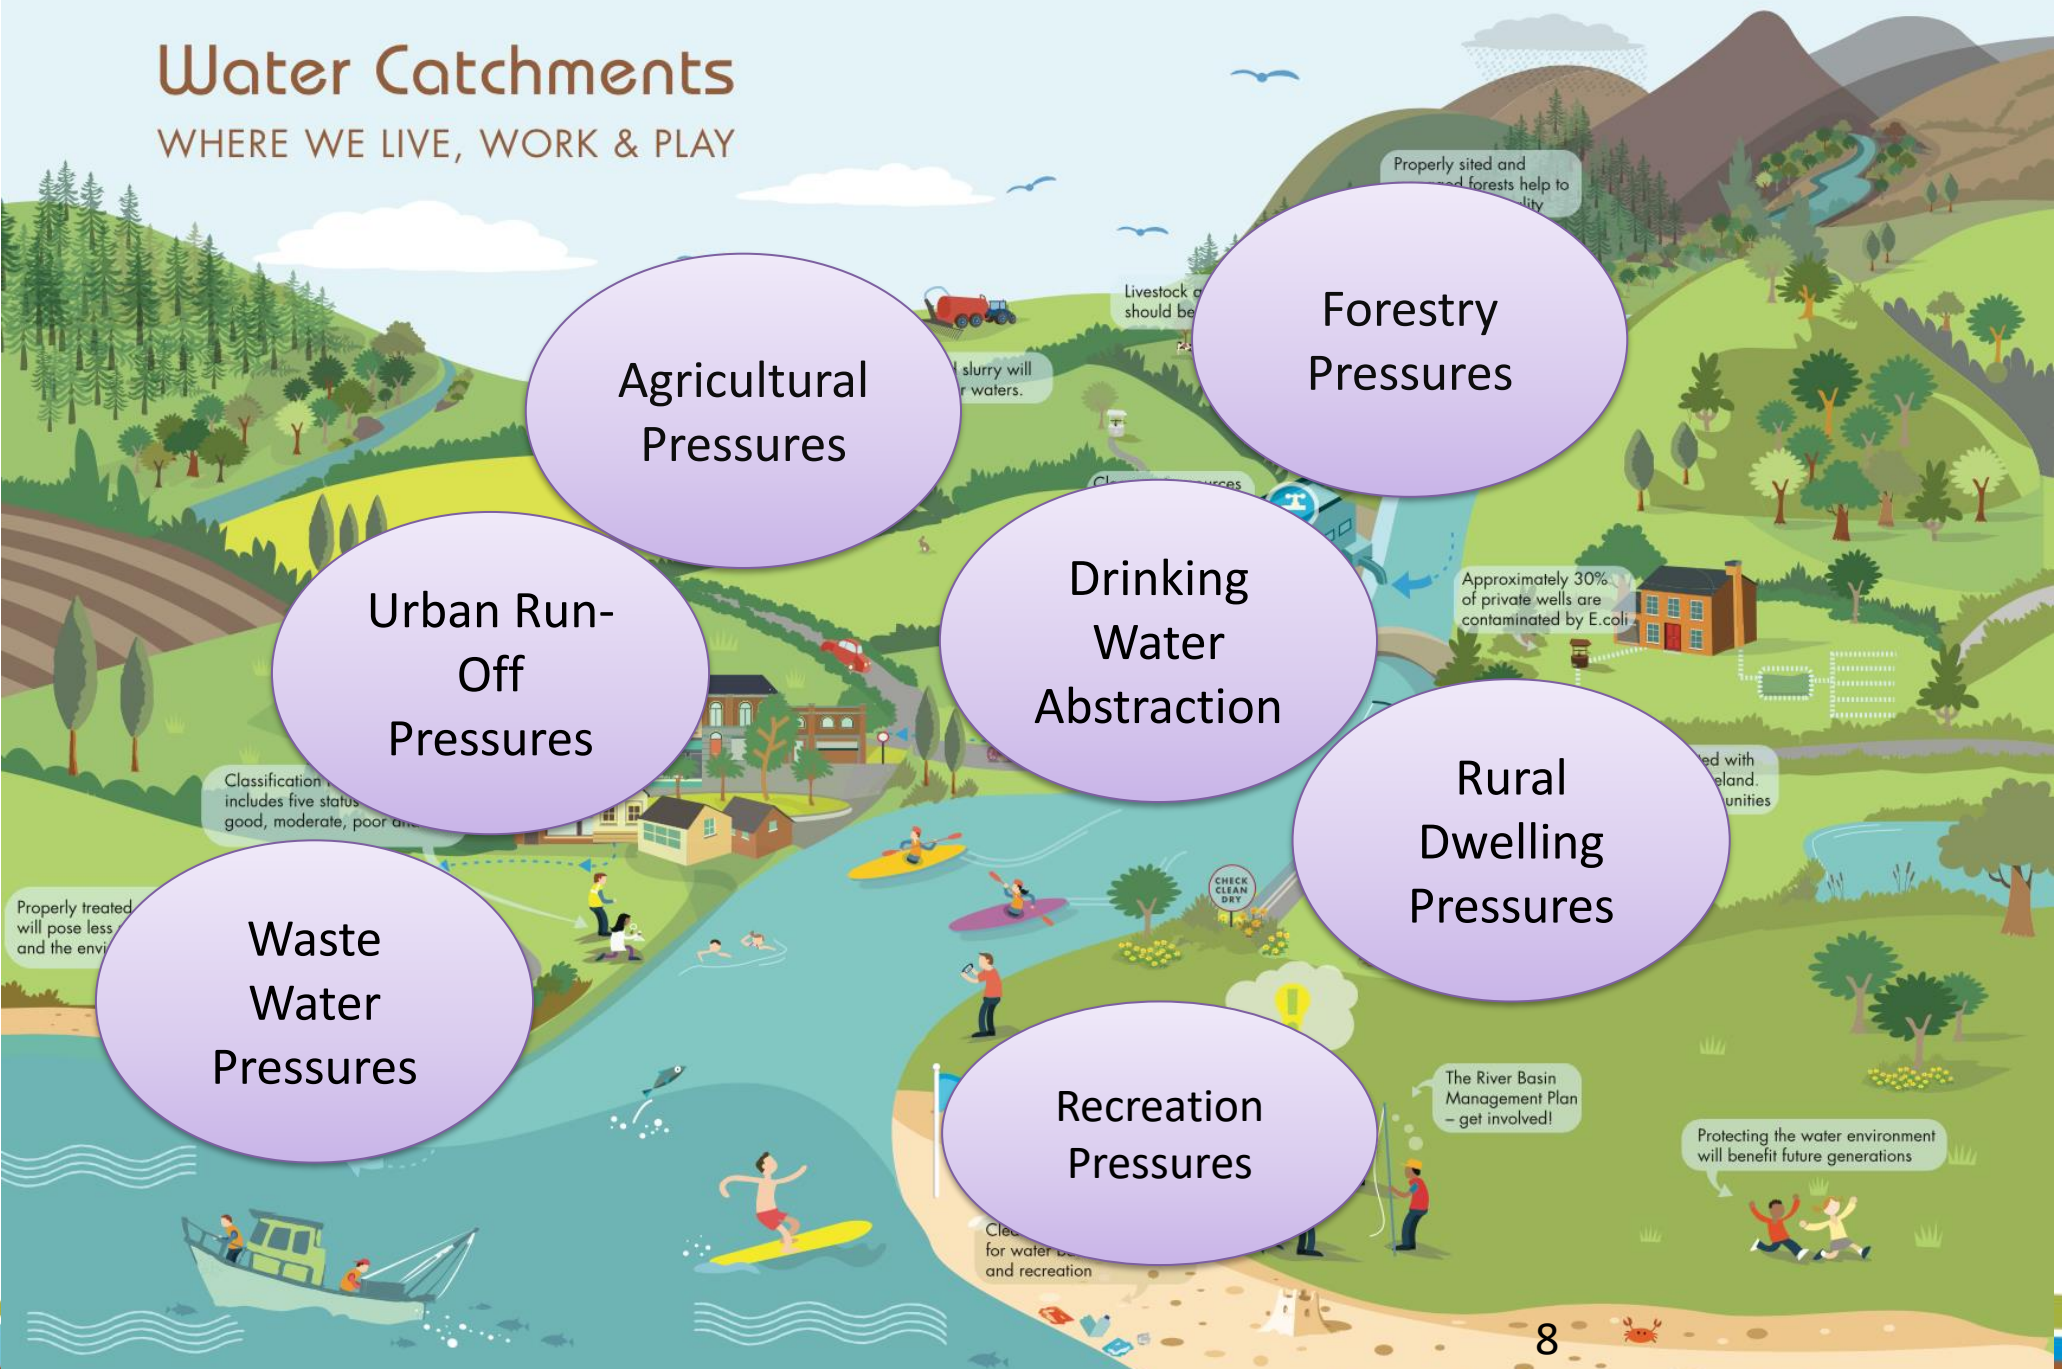 Water Catchments
WHERE WE LIVE, WORK & PLAY
Properly sited and
forests help to
Livestock
should be
slurry will
waters.
Forestry
Pressures
Agricultural
Pressures
Drinking
Water
Abstraction
Urban Run-
Off
Pressures
Approximately 30%
of private wells are
contaminated by E.coli
Classification
includes five status
good, moderate, poor
with
Rural
Dwelling
Pressures
Properly treated
will pose less
and the
Waste
Water
Pressures
CHECK
CLEAN
DRY
!
Recreation
Pressures
The River Basin
Management Plan
– get involved!
Protecting the water environment
will benefit future generations
for water
and recreation
8